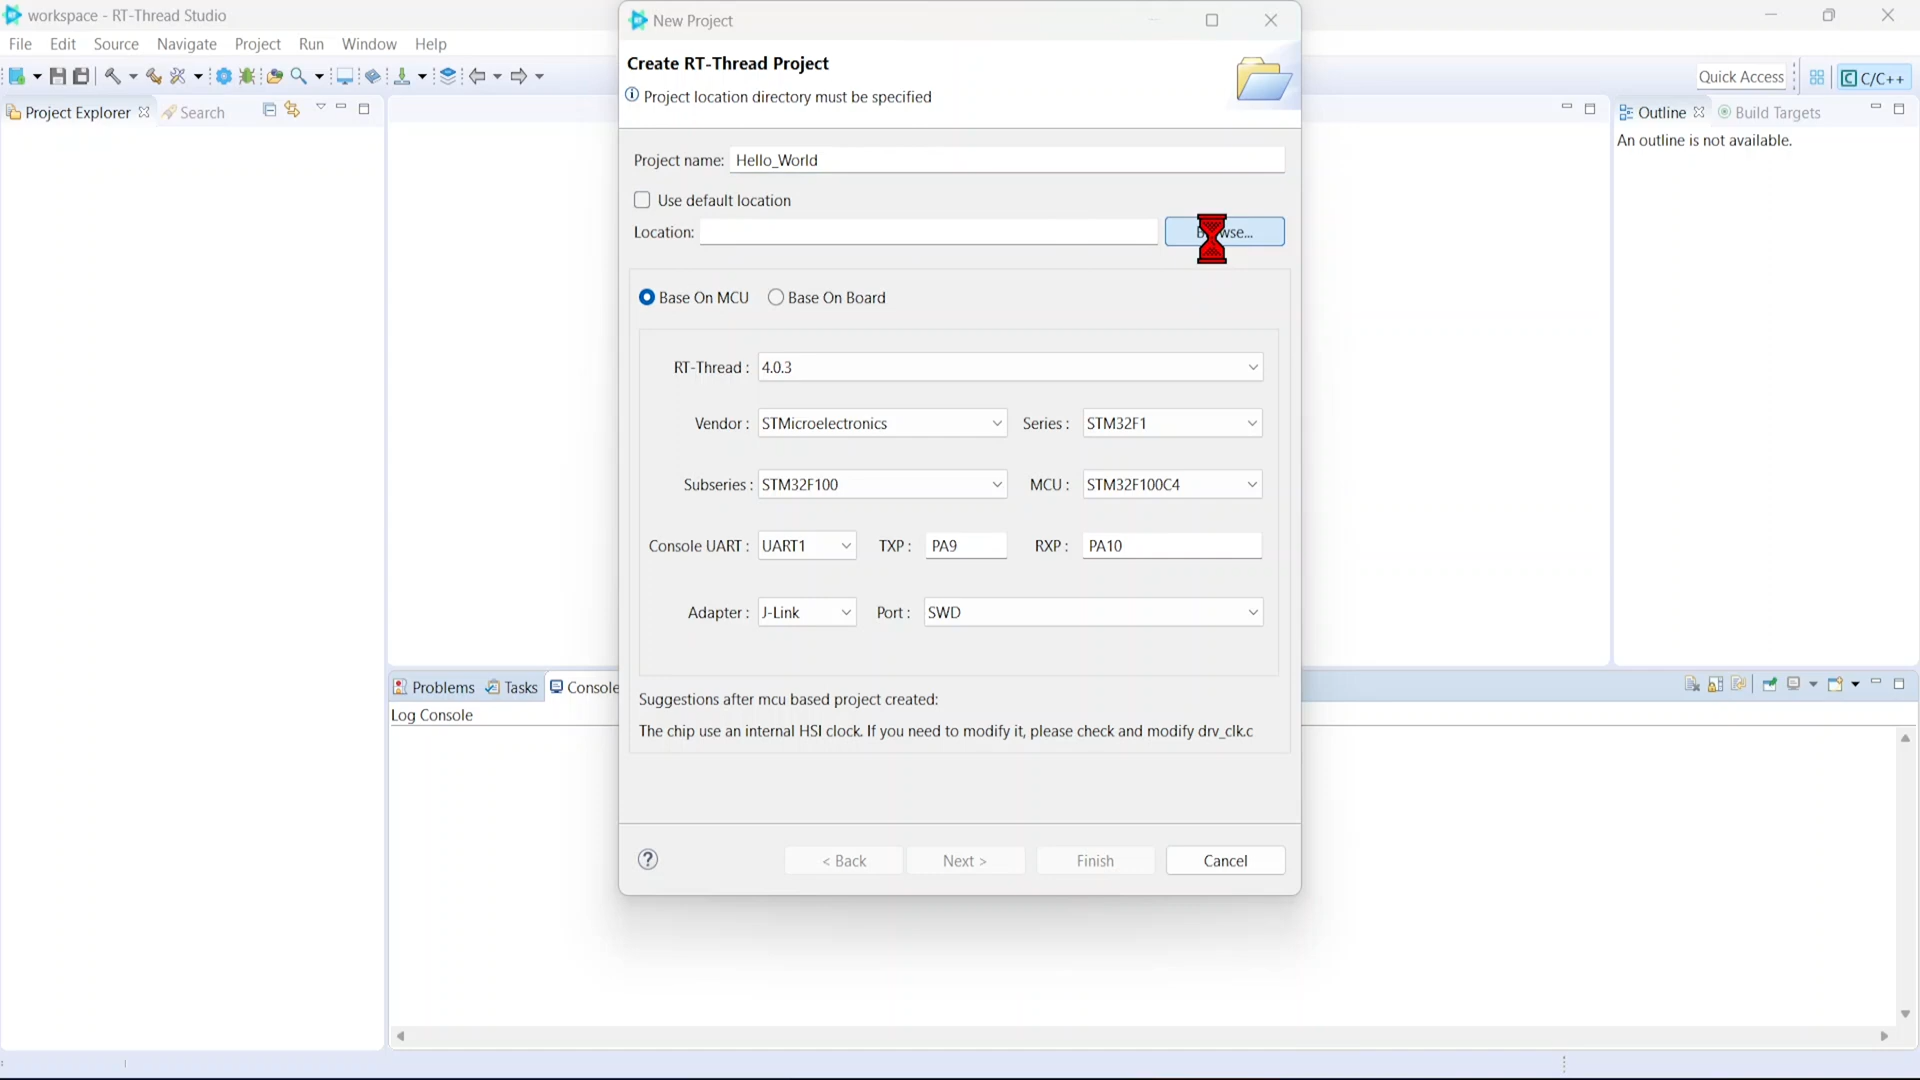 workspace - RT-Thread Studio
File Edit Source Navigate Project Run Window Help
Quick Access
C/C++
Project Explorer
Search
New Project
Create RT-Thread Project
Project location directory must be specified
Project name: Hello_World
Use default location
Location:
Base On MCU Base On Board
RT-Thread : 4.0.3
Vendor : STMicroelectronics Series : STM32F1
Subseries : STM32F100 MCU : STM32F100C4
Console UART : UART1 TXP : PA9 RXP : PA10
Adapter : J-Link Port : SWD
Suggestions after mcu based project created:
The chip use an internal HSI clock. If you need to modify it, please check and modify drv_clk.c
< Back Next > Finish Cancel
Outline Build Targets
An outline is not available.
Problems Tasks Console
Log Console